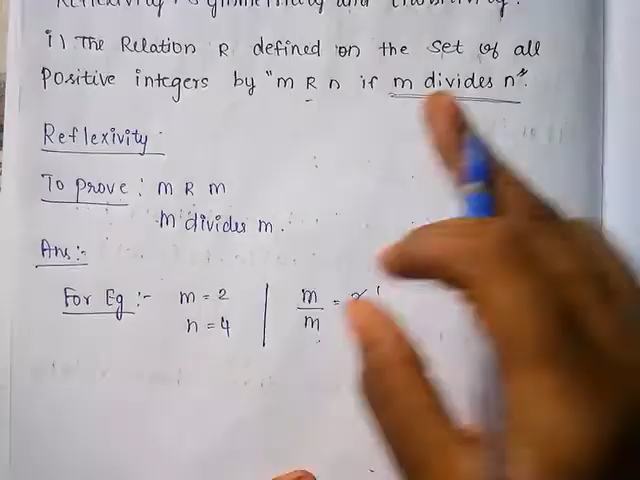 i) The Relation R defined on the set of all
positive integers by "m R n if m divides n".
Reflexivity
To prove : m R m
m divides m.
Ans :-
For Eg :- m = 2
n = 4
m
m =